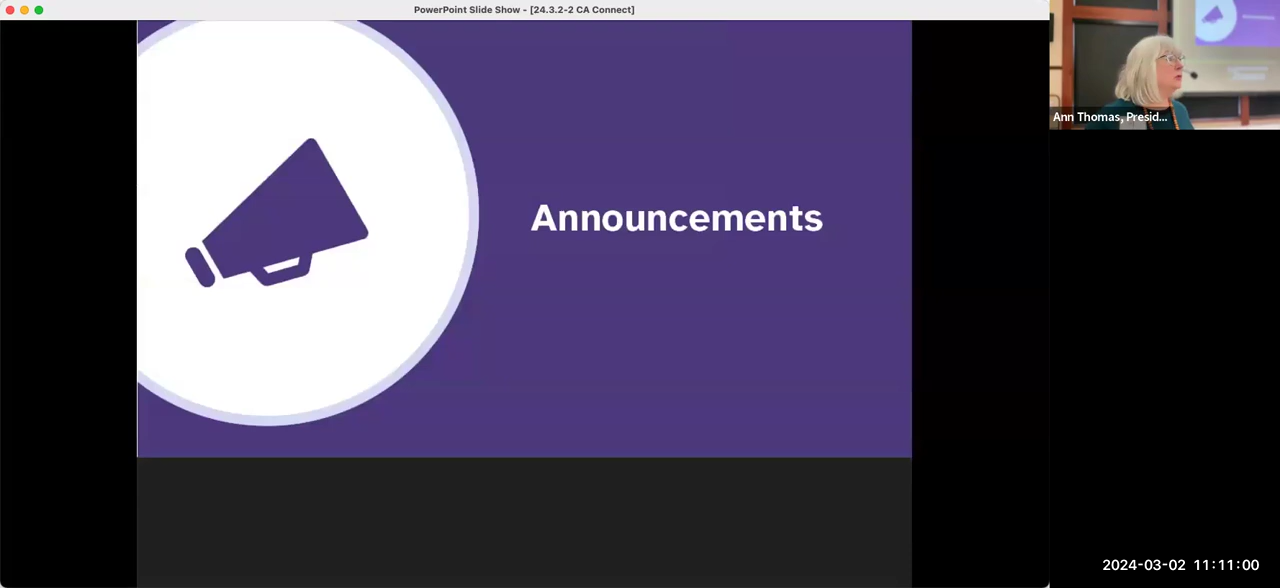 PowerPoint Slide Show - [24.3.2-2 CA Connect]
Announcements
Ann Thomas, Presid...
2024-03-02 11:11:00